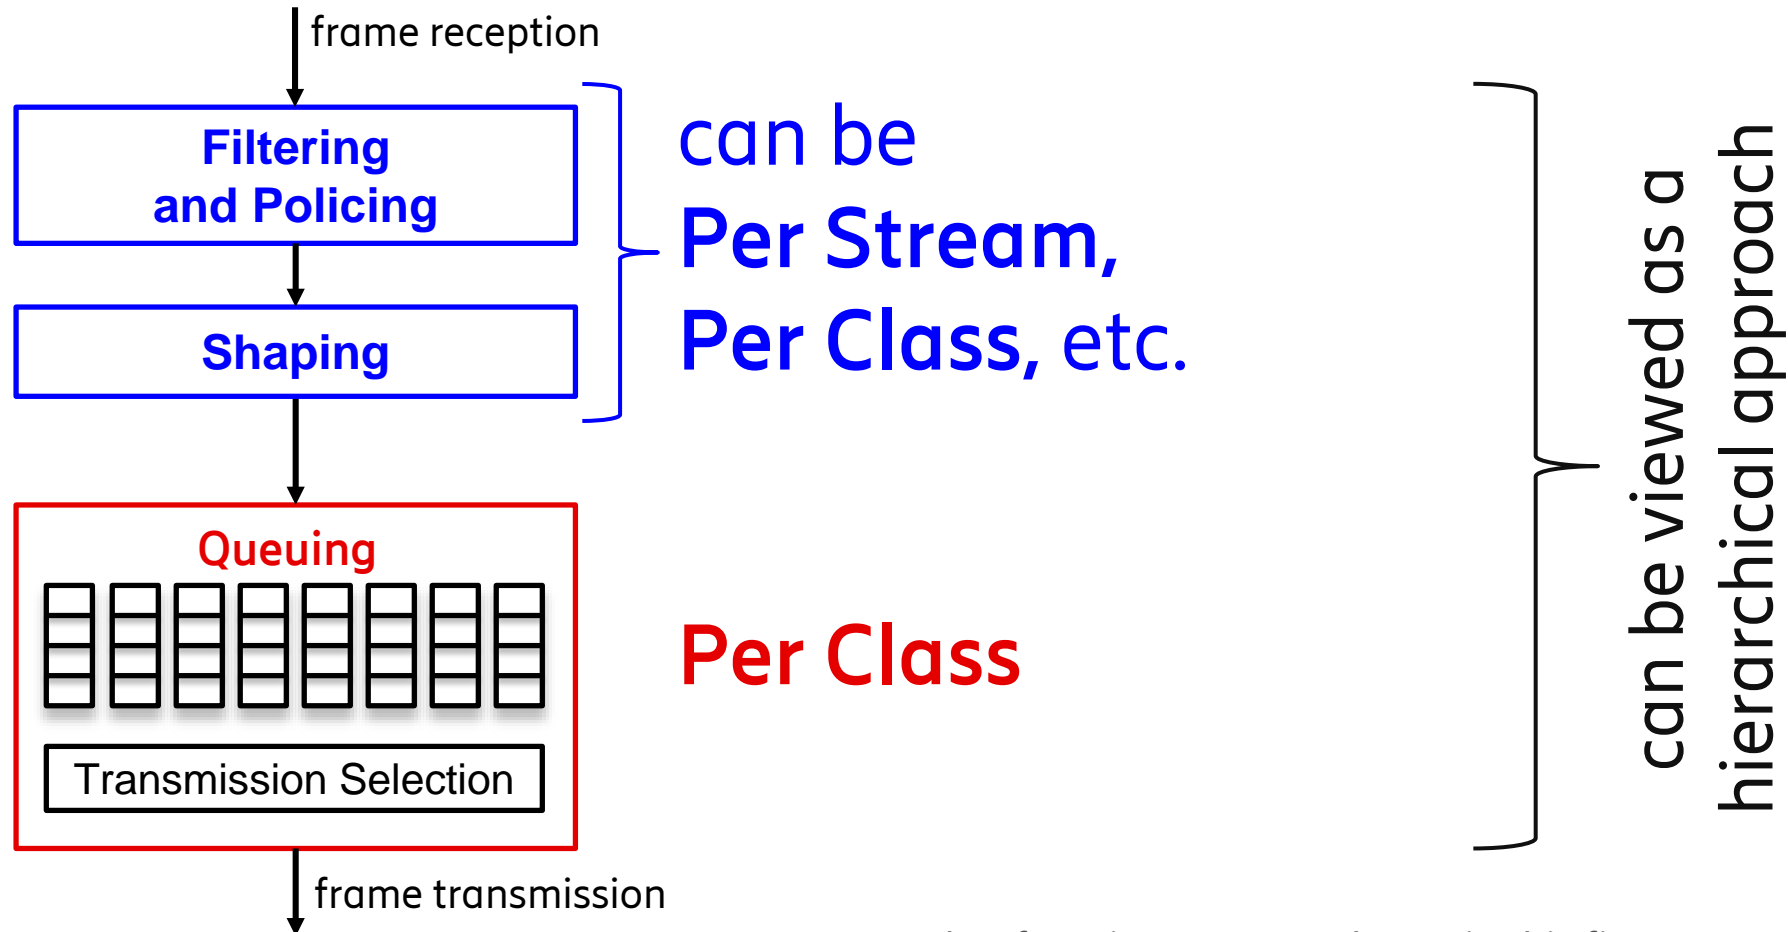 frame reception
Filtering
and Policing
can be
Per Stream,
Per Class, etc.
Shaping
Queuing
Per Class
Transmission Selection
frame transmission
can be viewed as a
hierarchical approach